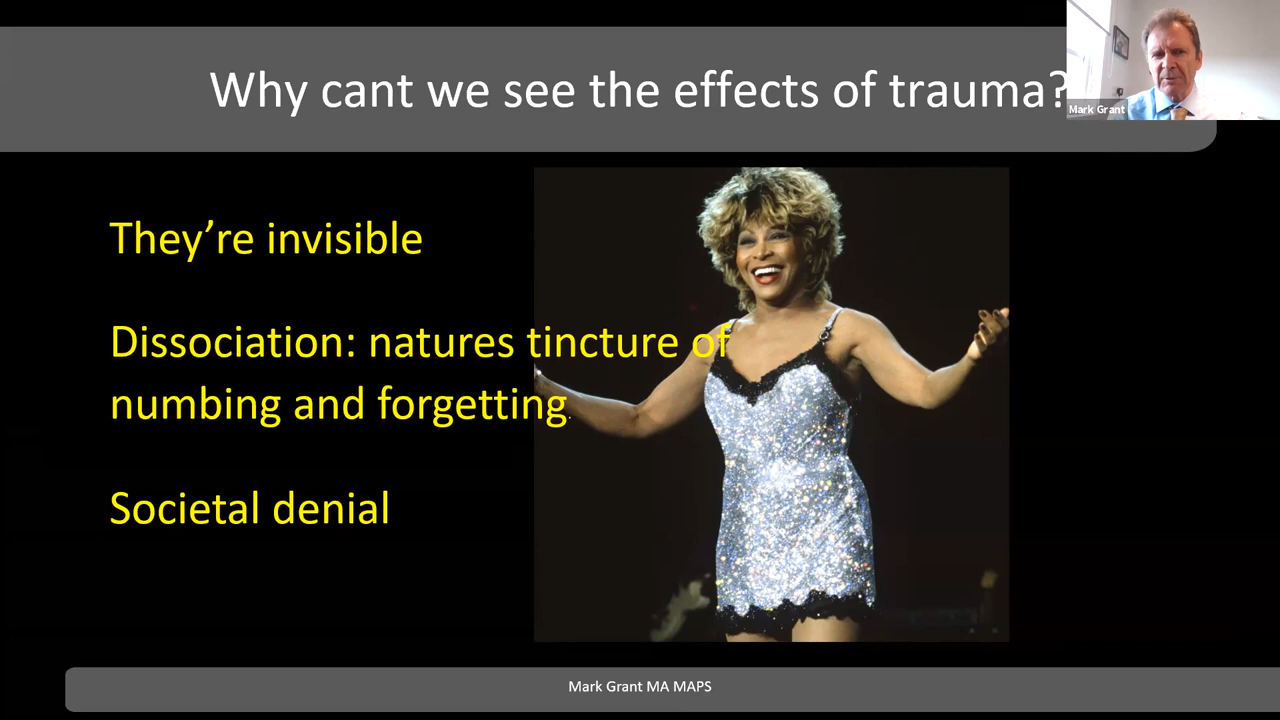 Why cant we see the effects of trauma?
Mark Grant
They’re invisible
Dissociation: natures tincture of
numbing and forgetting.
Societal denial
Mark Grant MA MAPS